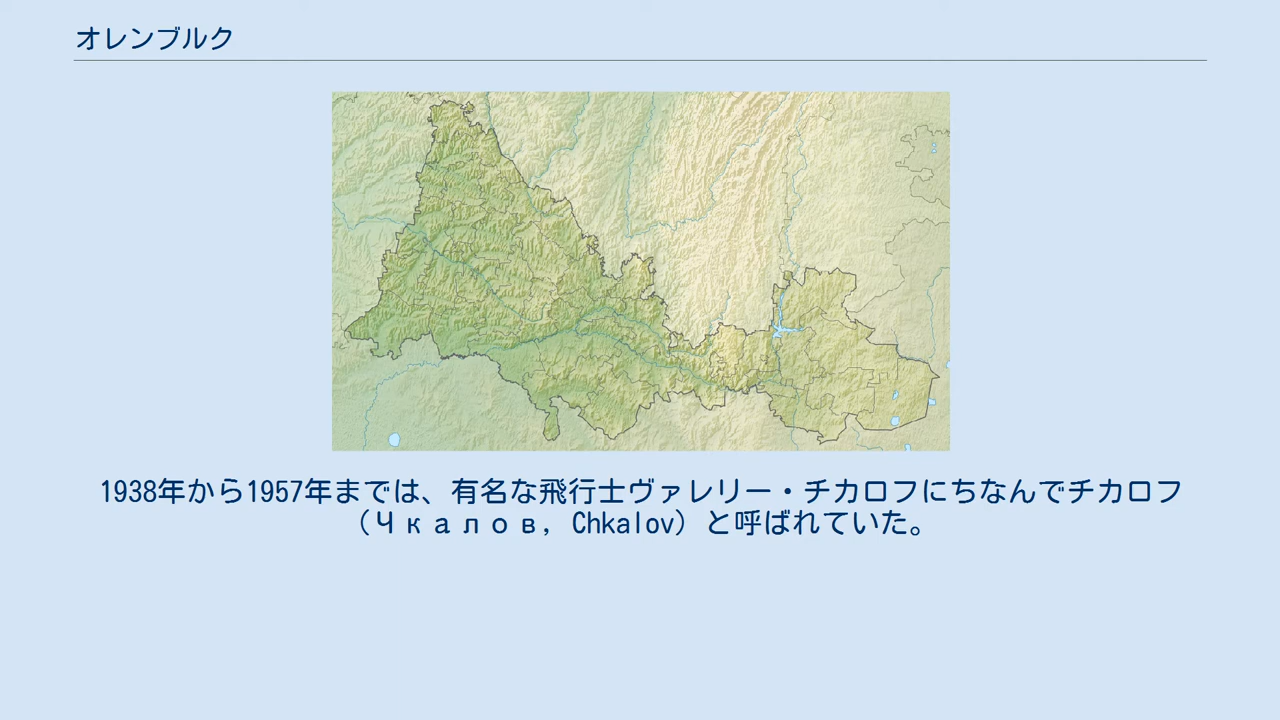 オレンブルク
1938年から1957年までは、有名な飛行士ヴァレリー・チカロフにちなんでチカロフ
（Чкалов, Chkalov）と呼ばれていた。